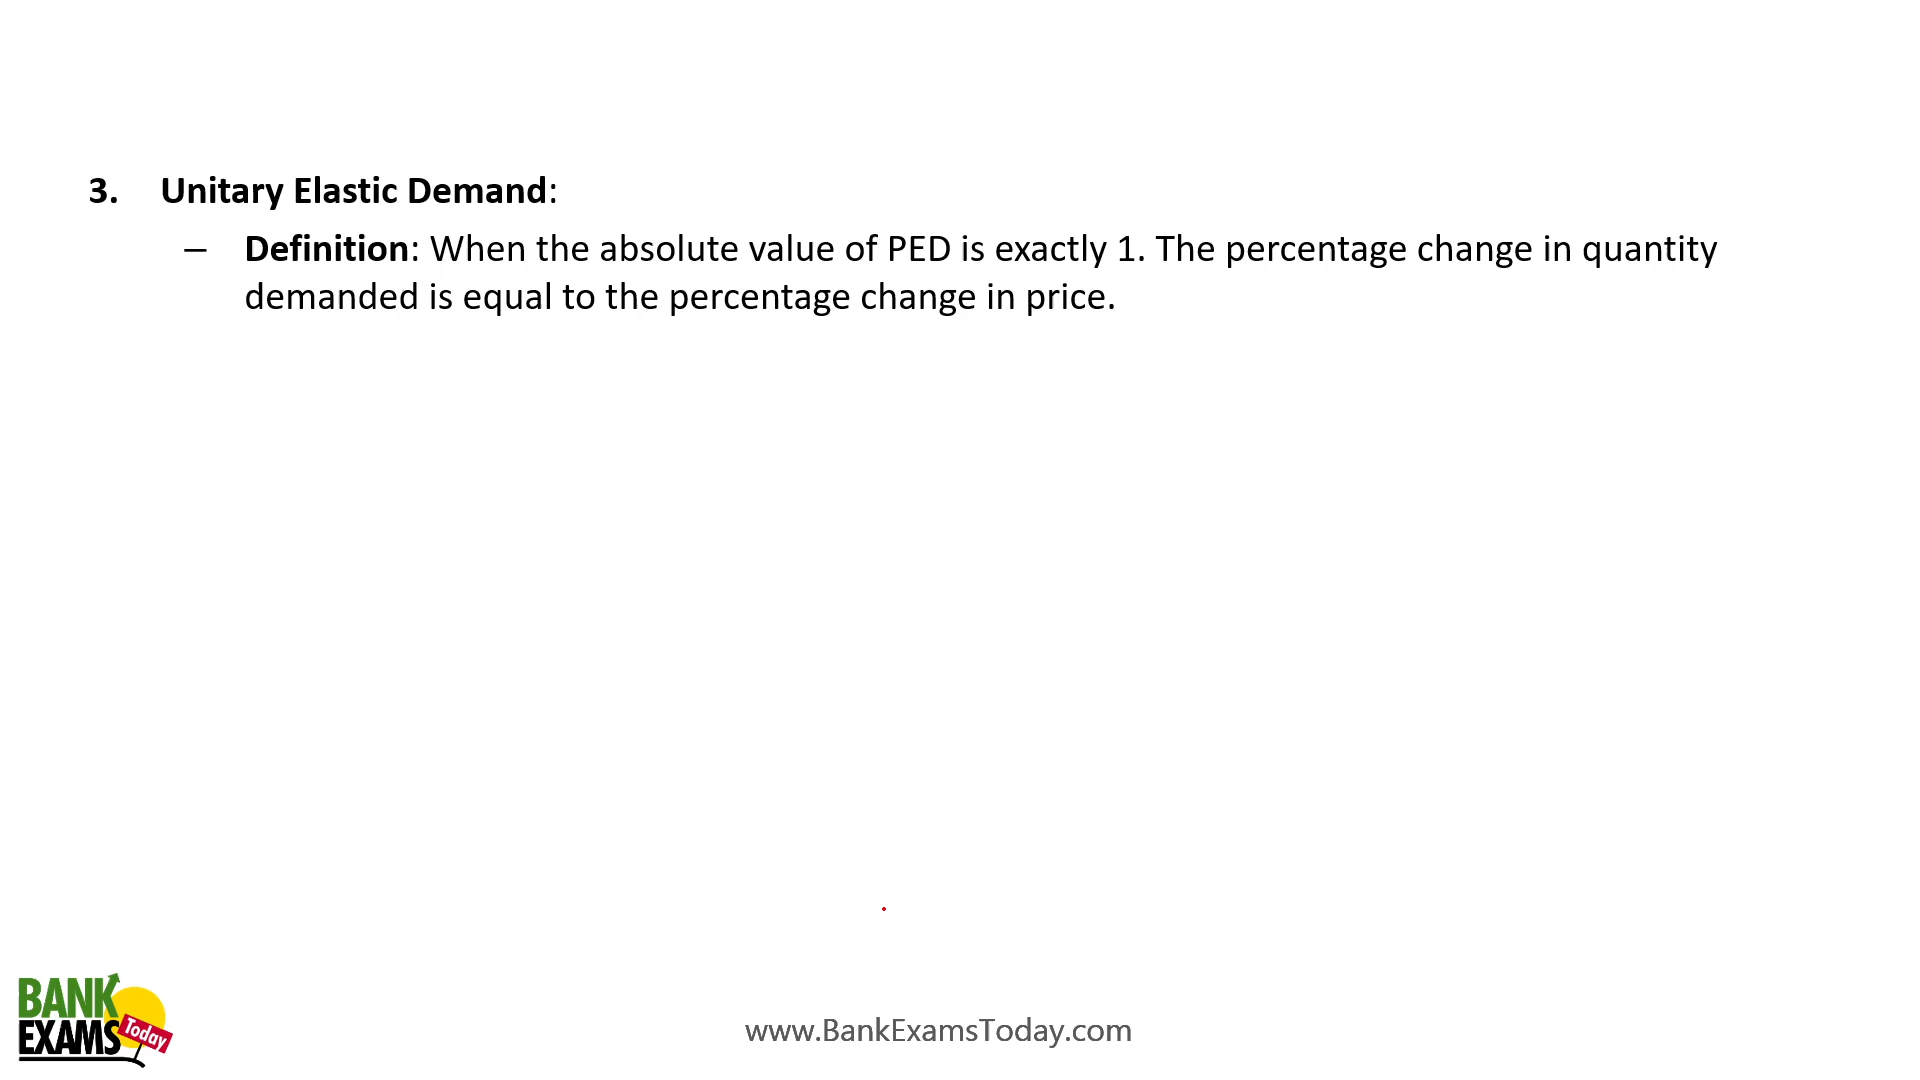 3. Unitary Elastic Demand:
– Definition: When the absolute value of PED is exactly 1. The percentage change in quantity
demanded is equal to the percentage change in price.
BANK
EXAMS Today
www.BankExamsToday.com